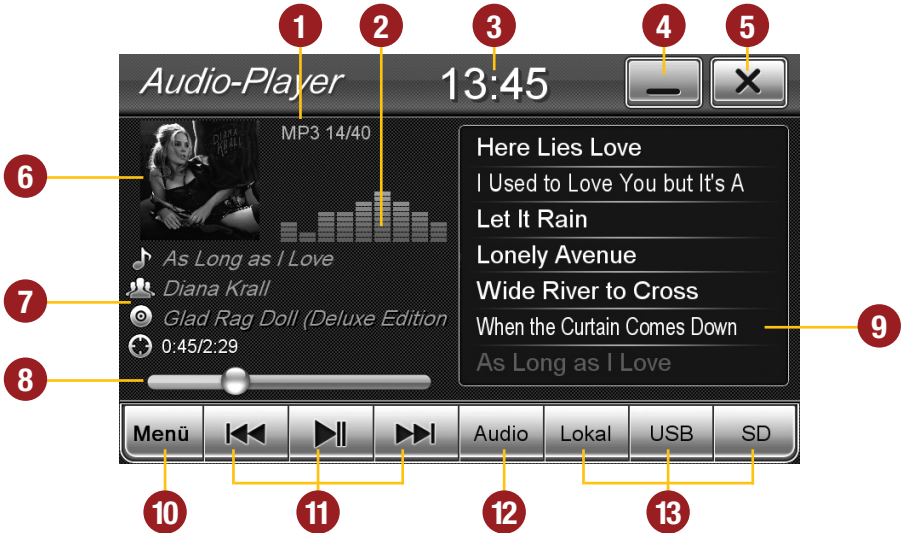 1 2 3 4 5
Audio-Player 13:45
MP3 14/40
DIANA KRALL
6
As Long as I Love
Diana Krall
Glad Rag Doll (Deluxe Edition
0:45/2:29
7
8
Here Lies Love
I Used to Love You but It's A
Let It Rain
Lonely Avenue
Wide River to Cross
When the Curtain Comes Down
As Long as I Love
9
Menü Audio Lokal USB SD
10 11 12 13